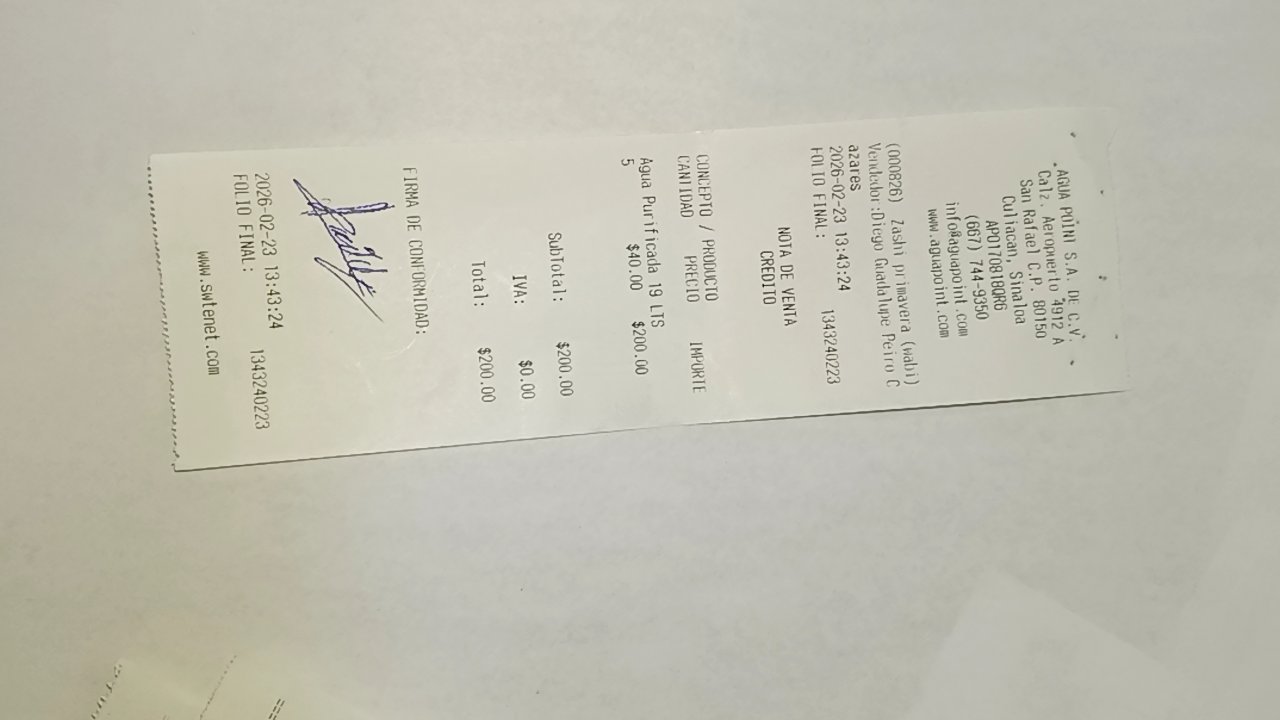 AGUA POINT S.A. DE C.V.
Calz. Aeropuerto 4912 A
San Rafael C.P. 80150
Culiacan, Sinaloa
APO170818QR6
(667) 744-9350
info@aguapoint.com
www.aguapoint.com
(000826) Zashi primavera (wabi)
Vendedor:Diego Guadalupe Peiro C
azares
2026-02-23 13:43:24
FOLIO FINAL: 1343240223
NOTA DE VENTA
CREDITO
CONCEPTO / PRODUCTO
CANTIDAD PRECIO IMPORTE
Agua Purificada 19 LTS
5 $40.00 $200.00
SubTotal: $200.00
IVA: $0.00
Total: $200.00
FIRMA DE CONFORMIDAD:
2026-02-23 13:43:24
FOLIO FINAL: 1343240223
www.swtenet.com